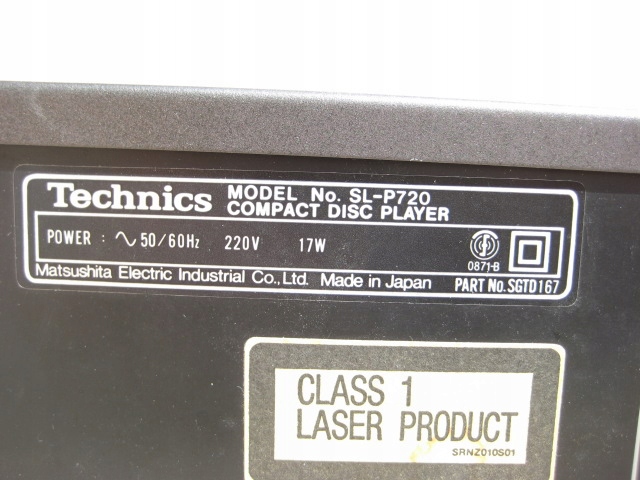 Technics MODEL No. SL-P720
COMPACT DISC PLAYER
POWER : ∿ 50/60Hz 220V 17W
0871-B
Matsushita Electric Industrial Co., Ltd. Made in Japan PART No. SGTD167
CLASS 1
LASER PRODUCT
SRNZ010S01